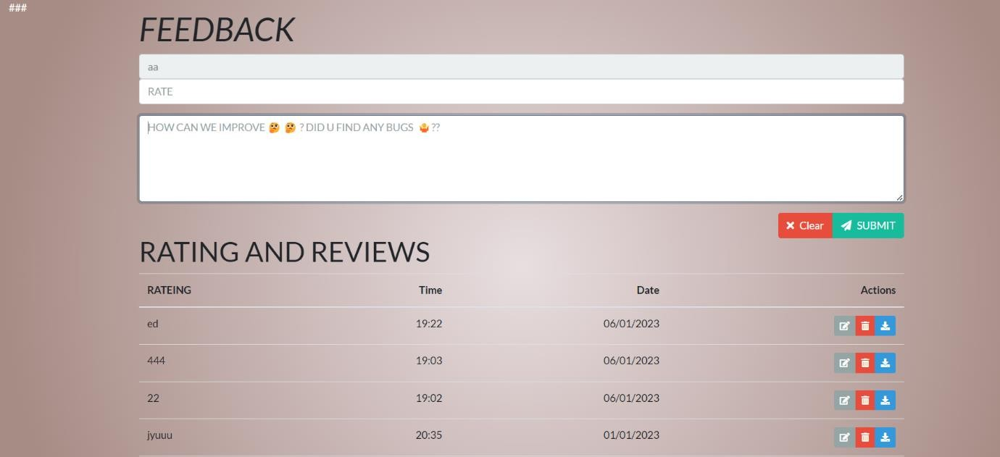 ###
FEEDBACK
aa
RATE
HOW CAN WE IMPROVE 🤔 🤔 ? DID U FIND ANY BUGS 🤷 ??
Clear SUBMIT
RATING AND REVIEWS
RATEING Time Date Actions
ed 19:22 06/01/2023
444 19:03 06/01/2023
22 19:02 06/01/2023
jyuuu 20:35 01/01/2023